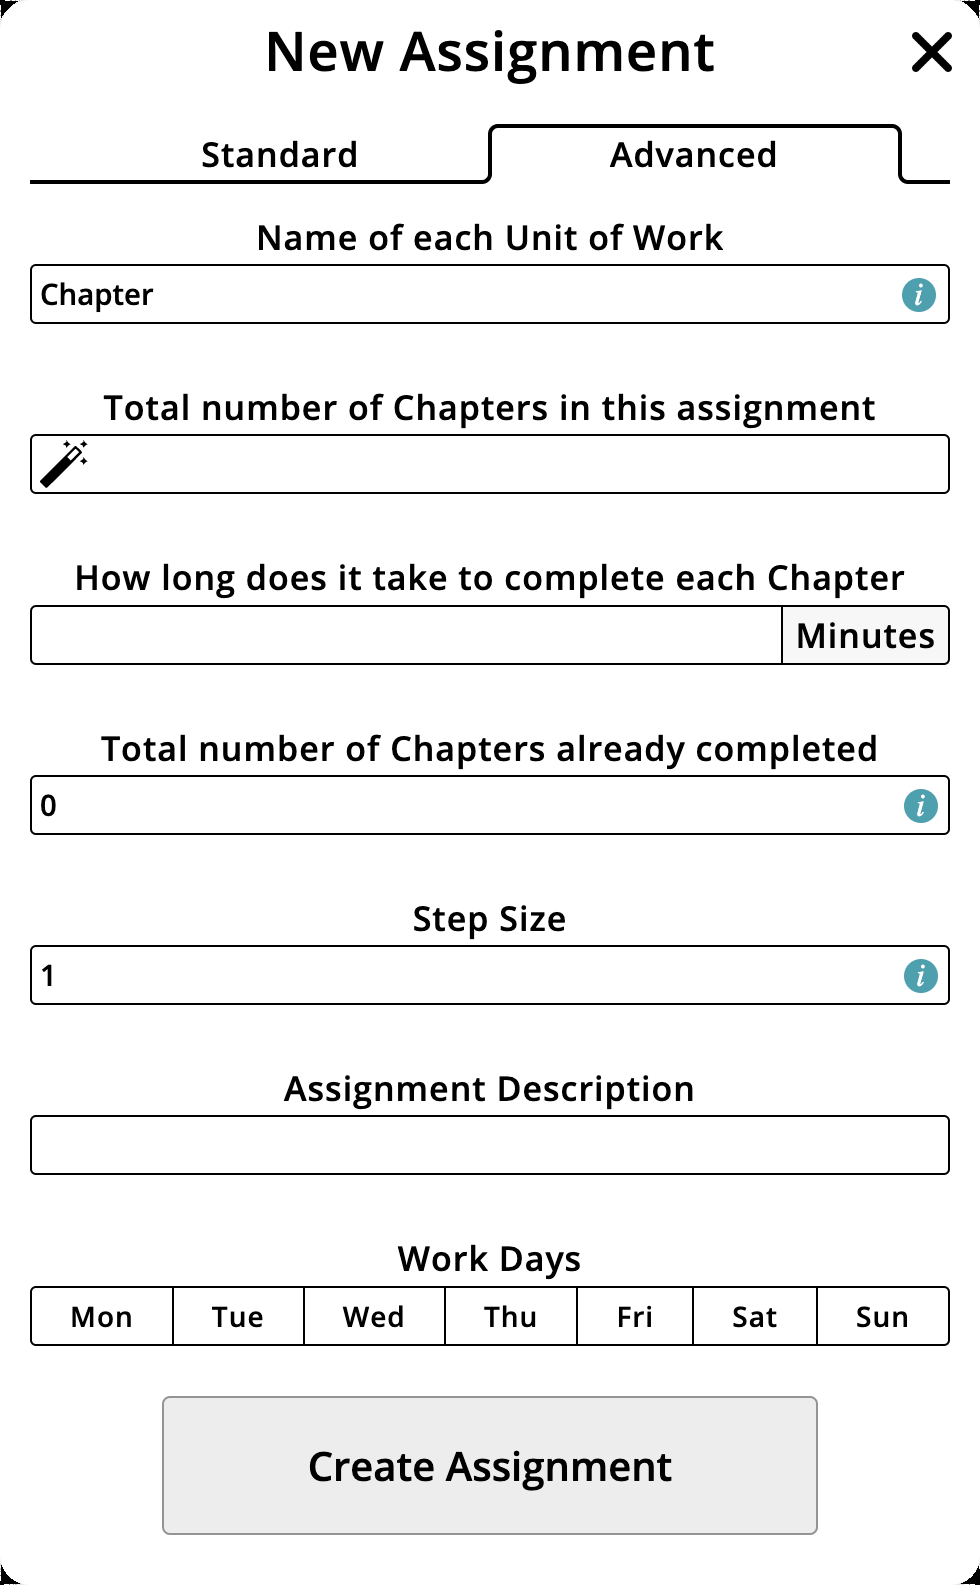 New Assignment
Standard Advanced
Name of each Unit of Work
Chapter i
Total number of Chapters in this assignment
How long does it take to complete each Chapter
Minutes
Total number of Chapters already completed
0 i
Step Size
1 i
Assignment Description
Work Days
Mon Tue Wed Thu Fri Sat Sun
Create Assignment